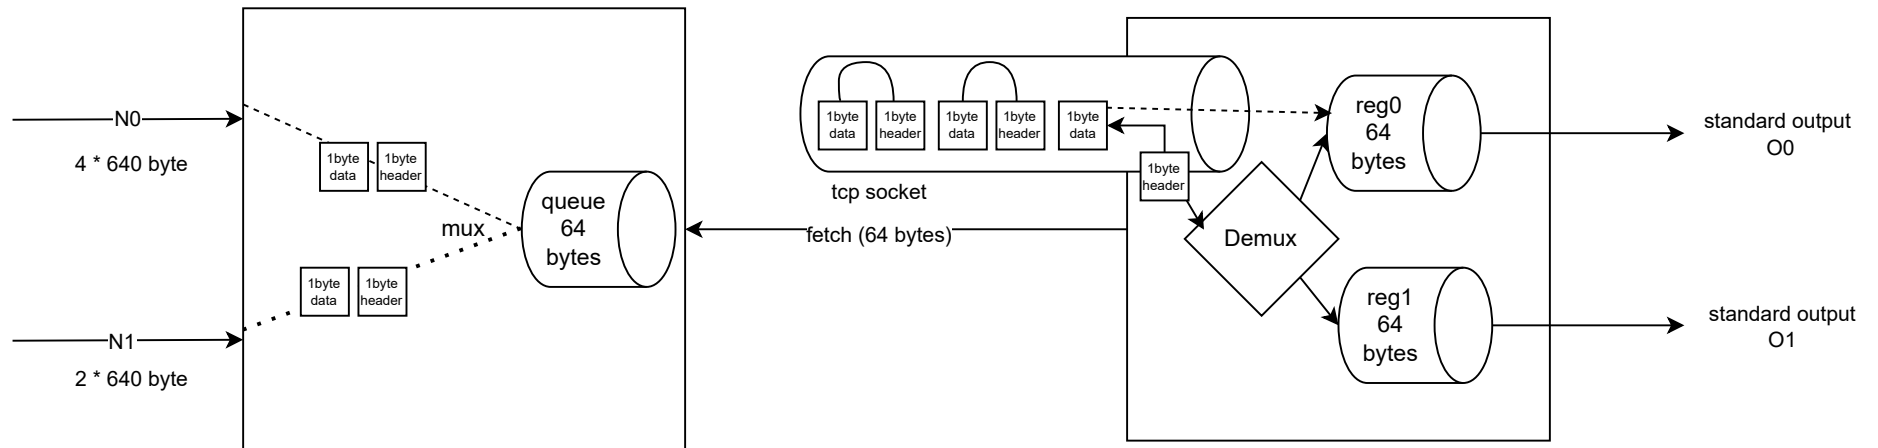 N0
4 * 640 byte
1byte
data
1byte
header
mux
queue
64
bytes
1byte
data
1byte
header
N1
2 * 640 byte
1byte
data
1byte
header
1byte
data
1byte
header
1byte
data
1byte
header
tcp socket
fetch (64 bytes)
Demux
reg0
64
bytes
reg1
64
bytes
standard output
O0
standard output
O1